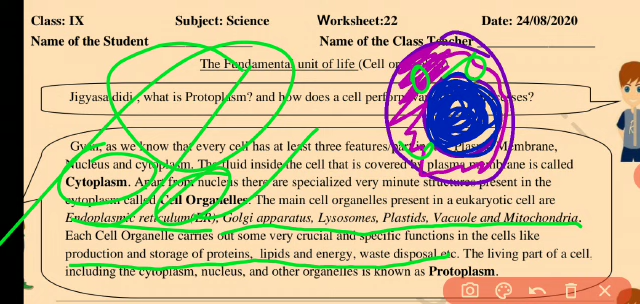 Class: IX Subject: Science Worksheet:22 Date: 24/08/2020
Name of the Student Name of the Class Teacher
The Fundamental unit of life (Cell or
Jigyasa didi, what is Protoplasm? and how does a cell perform
Gyan, as we know that every cell has at least three features/ Membrane,
Nucleus and cytoplasm. The fluid inside the cell that is covered by plasma membrane is called
Cytoplasm. Apart from nucleus there are specialized very minute structures present in the
cytoplasm called Cell Organelles. The main cell organelles present in a eukaryotic cell are
Endoplasmic reticulum(ER), Golgi apparatus, Lysosomes, Plastids, Vacuole and Mitochondria.
Each Cell Organelle carries out some very crucial and specific functions in the cells like
production and storage of proteins, lipids and energy, waste disposal etc. The living part of a cell.
including the cytoplasm, nucleus, and other organelles is known as Protoplasm.